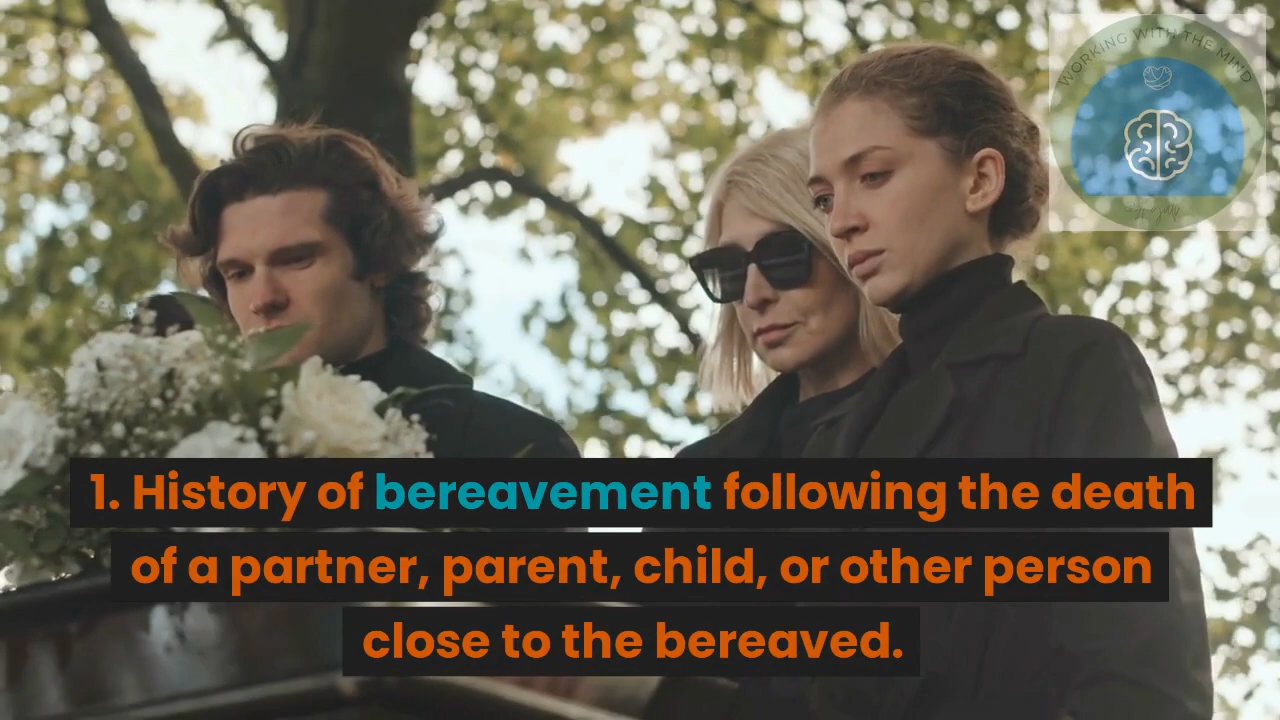 WORKING WITH THE MIND
1. History of bereavement following the death
of a partner, parent, child, or other person
close to the bereaved.